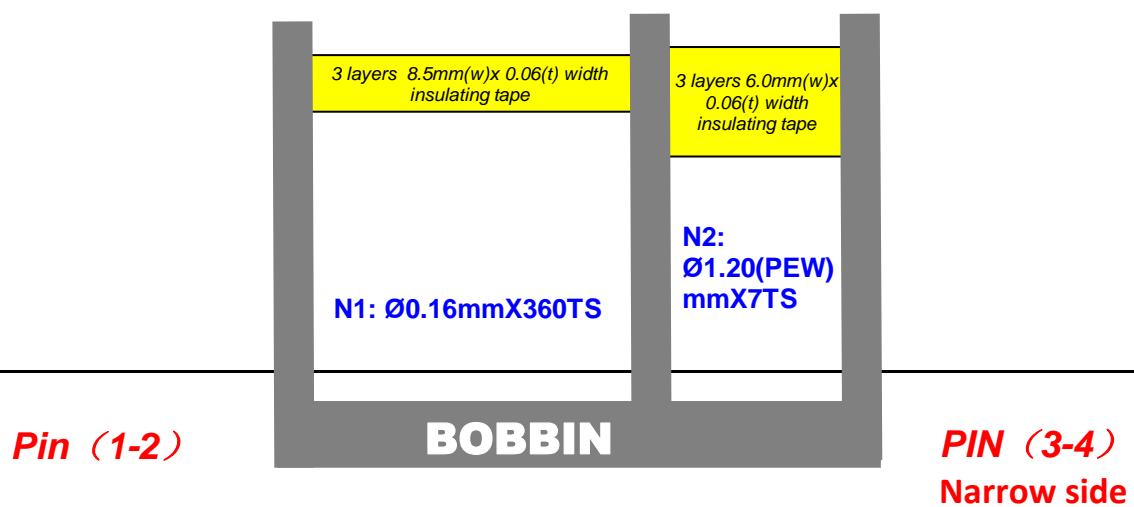 3 layers  8.5mm(w)x 0.06(t) width
insulating tape
3 layers 6.0mm(w)x
0.06(t) width
insulating tape
N2:
Ø1.20(PEW)
mmX7TS
N1: Ø0.16mmX360TS
BOBBIN
Pin（1-2）
PIN（3-4）
Narrow side